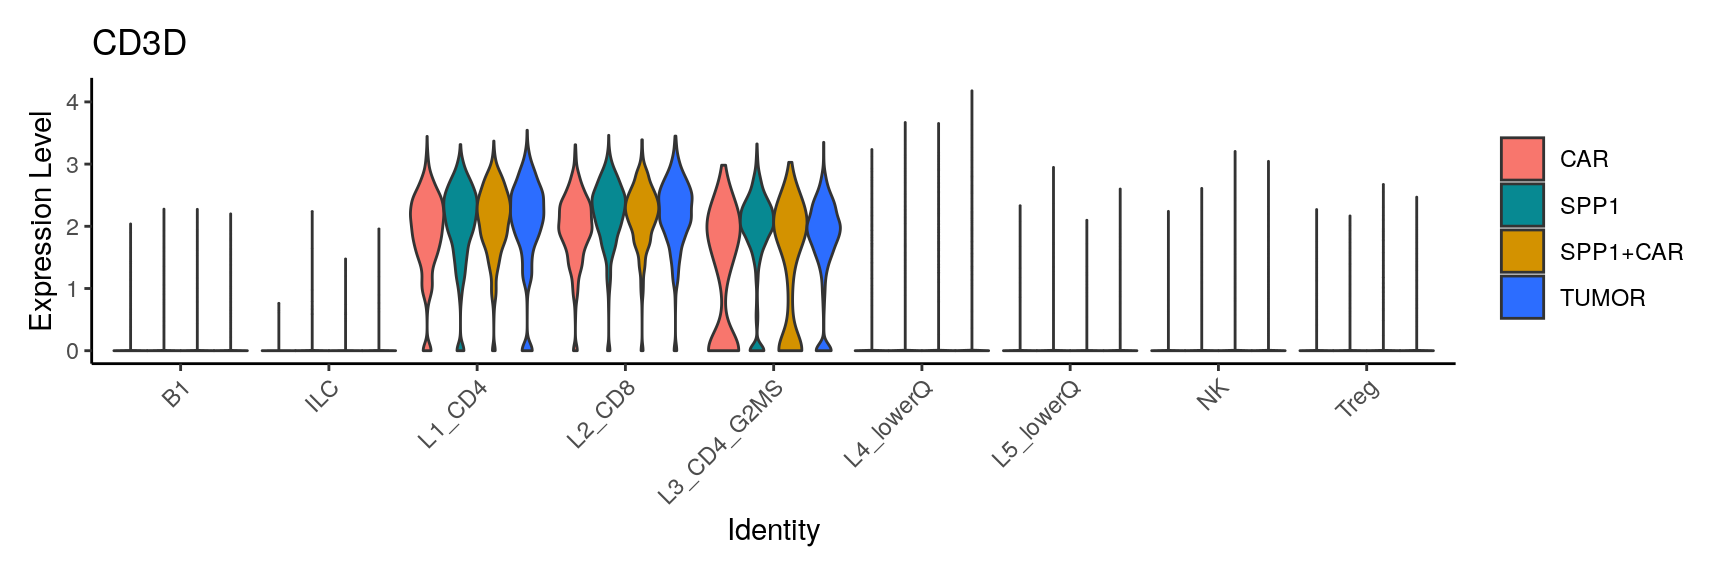 CD3D
Expression Level
4
3
2
1
0
B1
ILC
L1_CD4
L2_CD8
L3_CD4_G2MS
L4_lowerQ
L5_lowerQ
NK
Treg
Identity
CAR
SPP1
SPP1+CAR
TUMOR